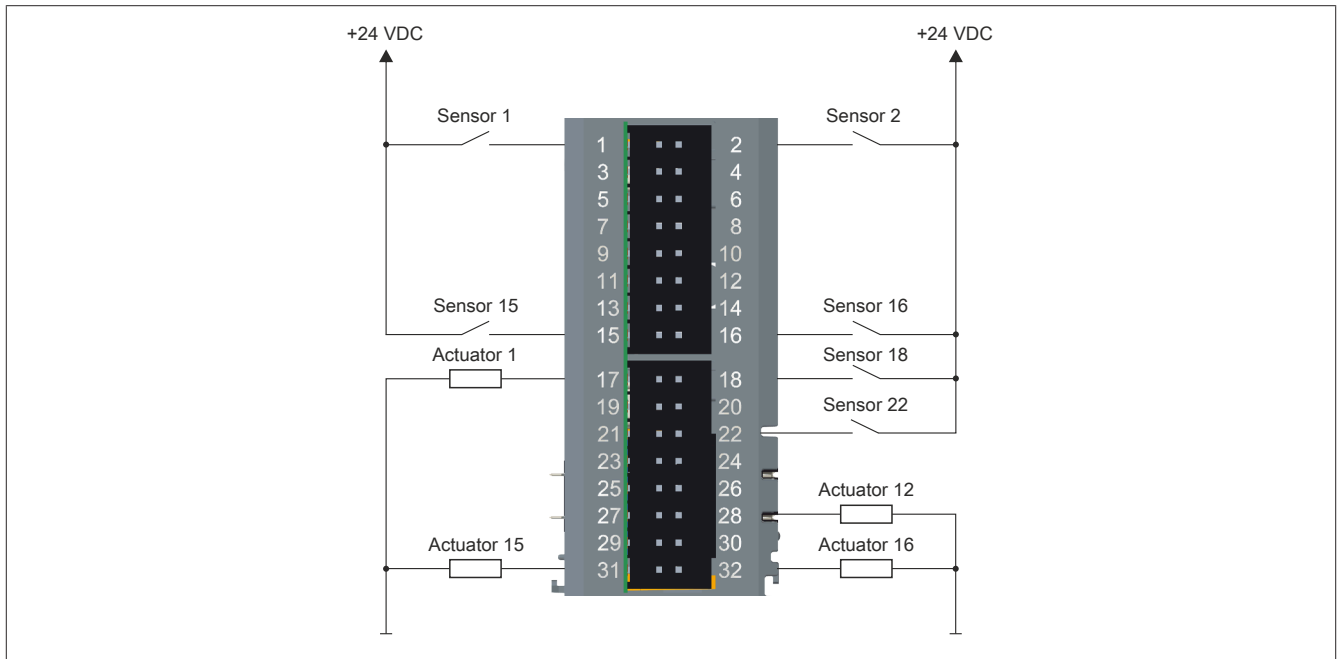 +24 VDC +24 VDC
Sensor 1 Sensor 2
1 2
3 4
5 6
7 8
9 10
11 12
13 14
Sensor 15 Sensor 16
15 16
Actuator 1 Sensor 18
17 18
19 20
Sensor 22
21 22
23 24
25 26
Actuator 12
27 28
29 30
Actuator 15 Actuator 16
31 32